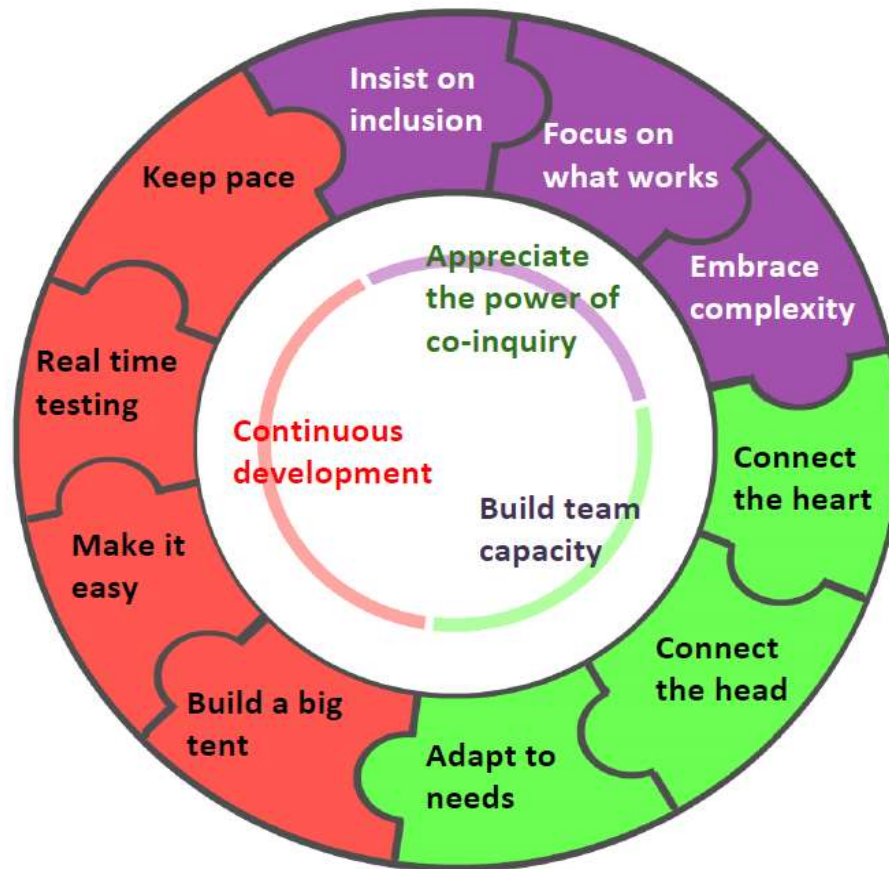 Insist on
inclusion
Focus on
what works
Embrace
complexity
Connect
the heart
Connect
the head
Adapt to
needs
Build a big
tent
Make it
easy
Real time
testing
Keep pace
Appreciate
the power of
co-inquiry
Build team
capacity
Continuous
development